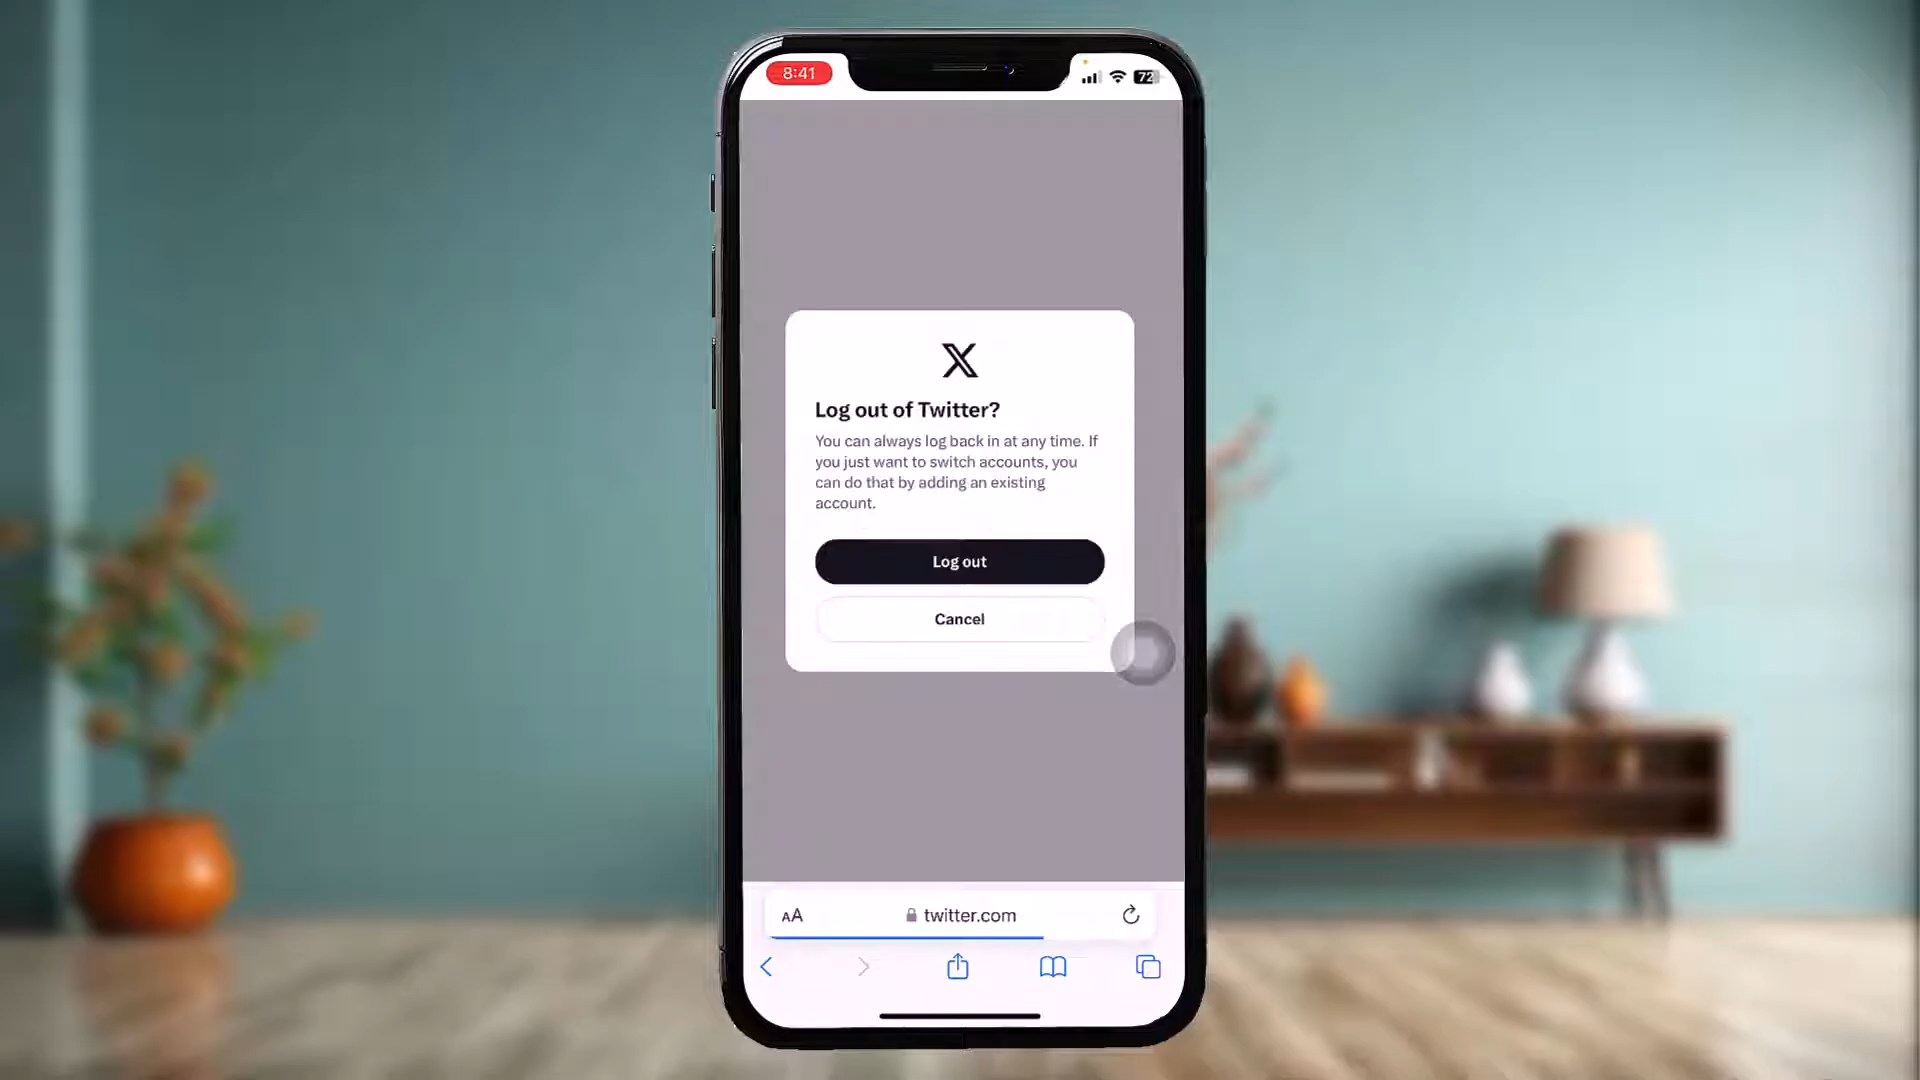 8:41
72
X
Log out of Twitter?
You can always log back in at any time. If
you just want to switch accounts, you
can do that by adding an existing
account.
Log out
Cancel
AA
twitter.com